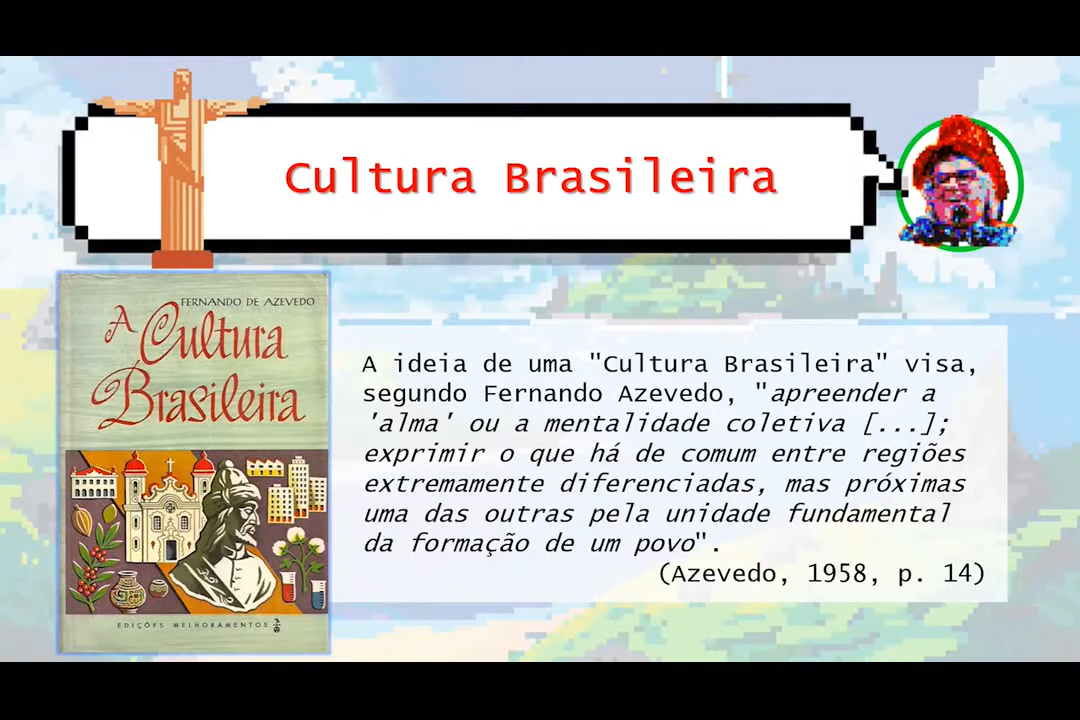 Cultura Brasileira
FERNANDO DE AZEVEDO
A Cultura
Brasileira
EDIÇÕES MELHORAMENTOS
A ideia de uma "Cultura Brasileira" visa,
segundo Fernando Azevedo, "apreender a
'alma' ou a mentalidade coletiva [...];
exprimir o que há de comum entre regiões
extremamente diferenciadas, mas próximas
uma das outras pela unidade fundamental
da formação de um povo".
(Azevedo, 1958, p. 14)